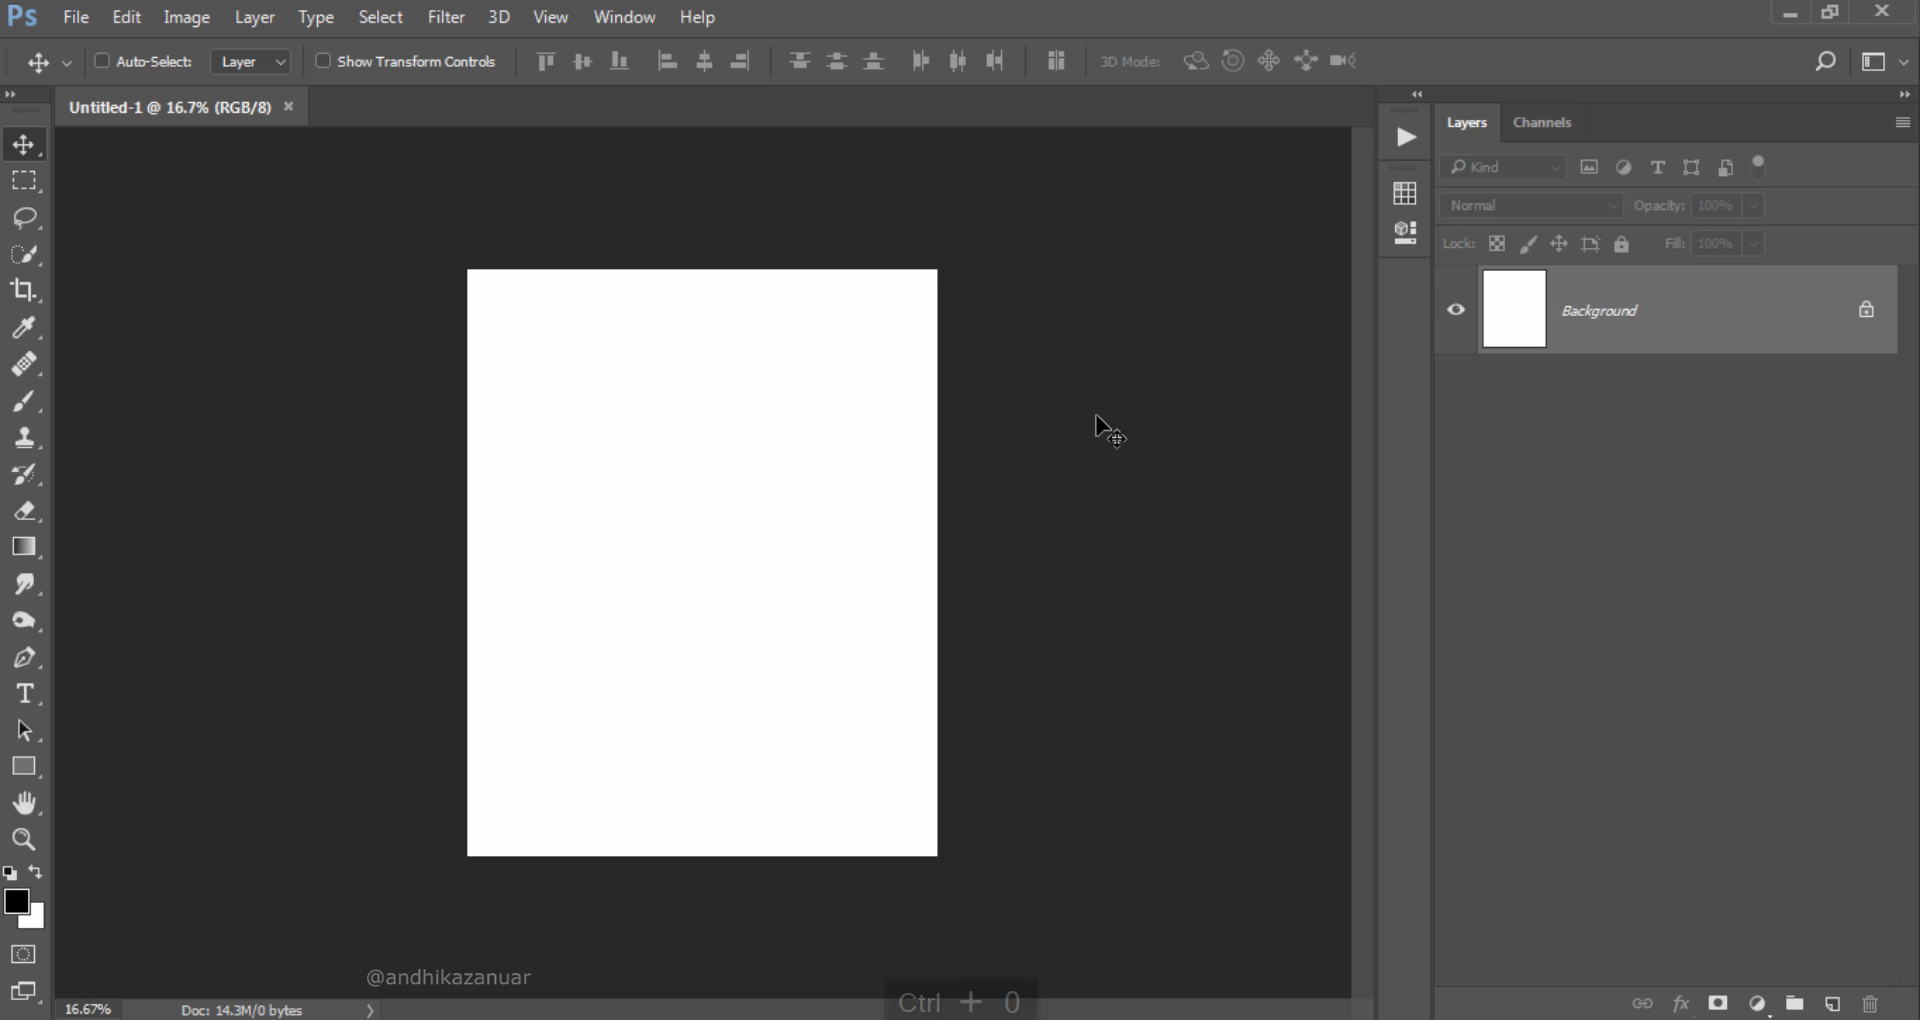 Ps File Edit Image Layer Type Select Filter 3D View Window Help
Auto-Select: Layer Show Transform Controls 3D Mode:
Untitled-1 @ 16.7% (RGB/8)
Layers Channels
Kind
Normal Opacity: 100%
Lock: Fill: 100%
Background
@andhikazanuar
Ctrl + 0
16.67% Doc: 14.3M/0 bytes
fx